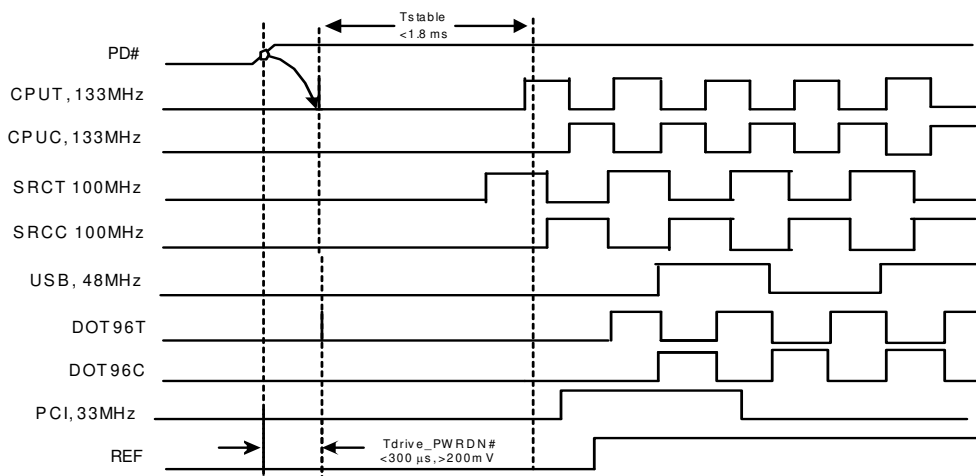 Tstable
<1.8 ms
PD#
CPUT, 133MHz
CPUC, 133MHz
SRCT 100MHz
SRCC 100MHz
USB, 48MHz
DOT96T
DOT96C
PCI, 33MHz
Tdrive_PWRDN#
<300 µs, >200mV
REF